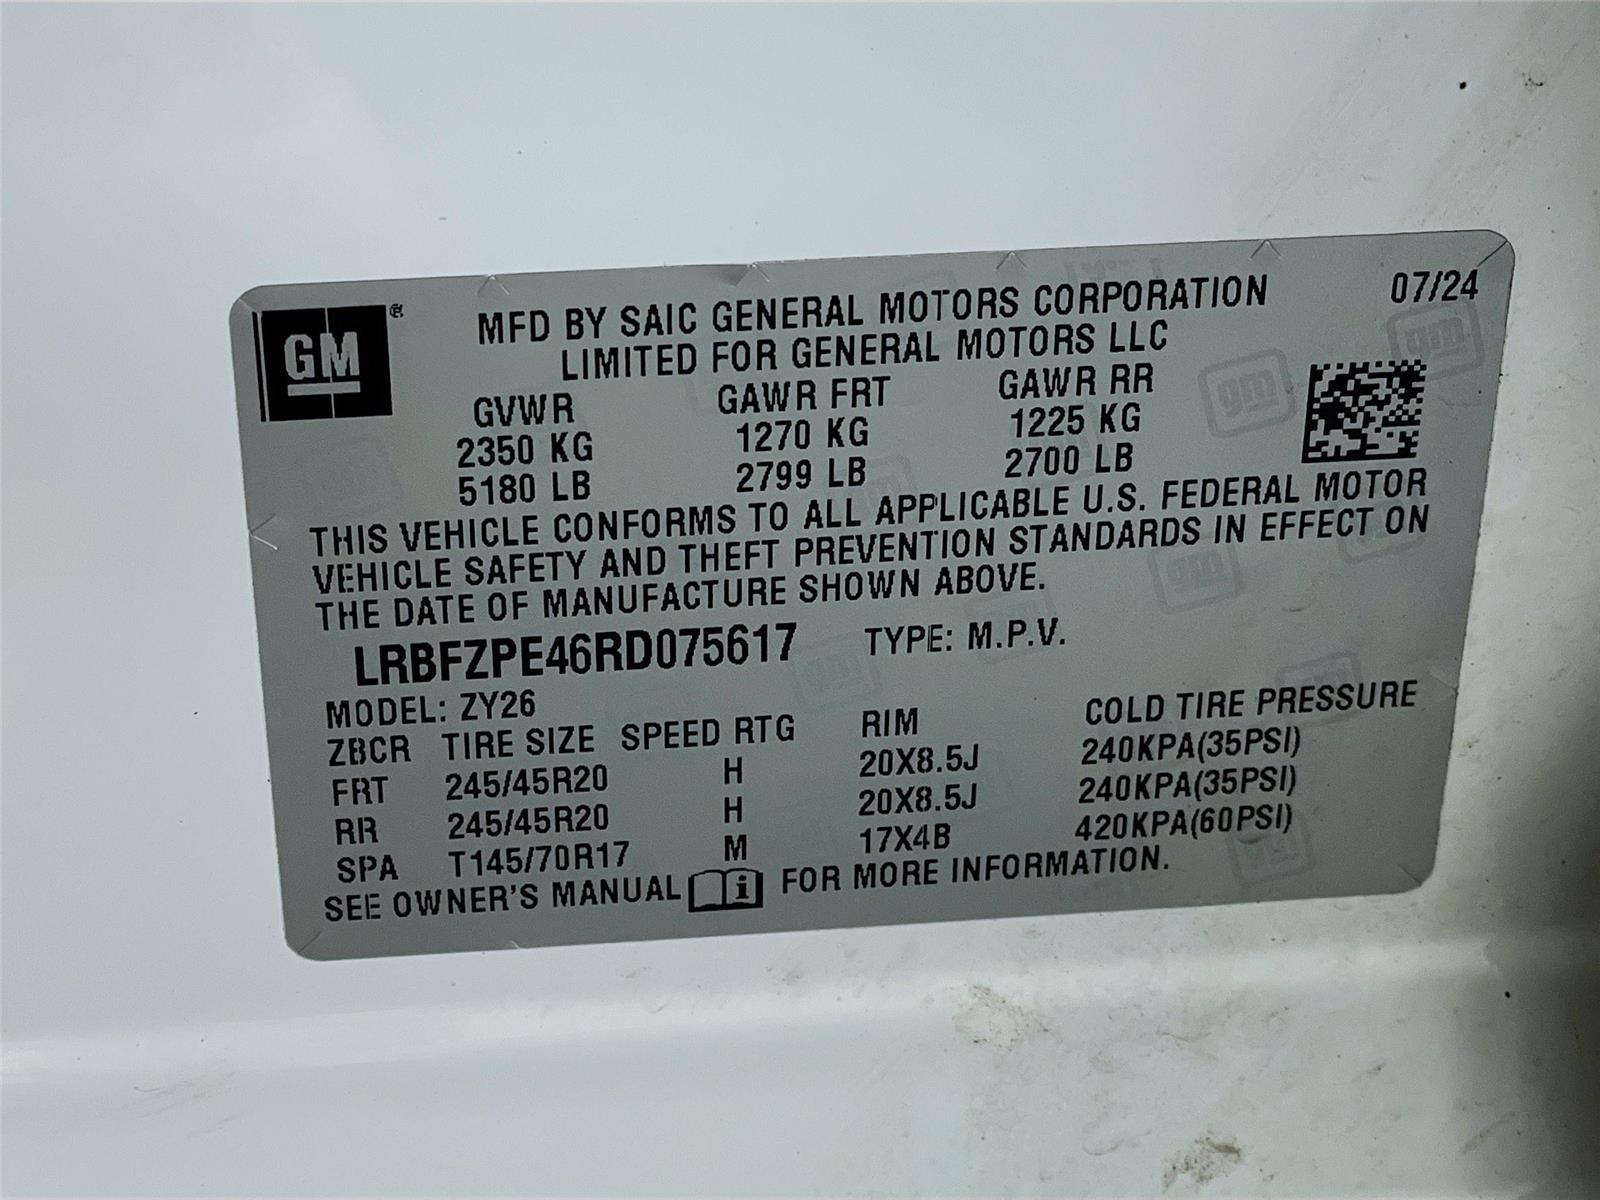 GM®
MFD BY SAIC GENERAL MOTORS CORPORATION 07/24
LIMITED FOR GENERAL MOTORS LLC
GVWR GAWR FRT GAWR RR
2350 KG 1270 KG 1225 KG
5180 LB 2799 LB 2700 LB
THIS VEHICLE CONFORMS TO ALL APPLICABLE U.S. FEDERAL MOTOR
VEHICLE SAFETY AND THEFT PREVENTION STANDARDS IN EFFECT ON
THE DATE OF MANUFACTURE SHOWN ABOVE.
LRBFZPE46RD075617 TYPE: M.P.V.
MODEL: ZY26
ZBCR TIRE SIZE SPEED RTG RIM COLD TIRE PRESSURE
FRT 245/45R20 H 20X8.5J 240KPA(35PSI)
RR 245/45R20 H 20X8.5J 240KPA(35PSI)
SPA T145/70R17 M 17X4B 420KPA(60PSI)
SEE OWNER'S MANUAL FOR MORE INFORMATION.